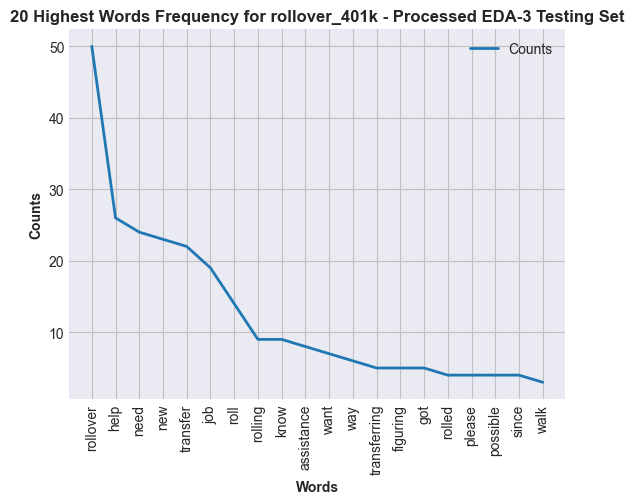 20 Highest Words Frequency for rollover_401k - Processed EDA-3 Testing Set
Counts
50
40
30
20
10
Counts
rollover
help
need
new
transfer
job
roll
rolling
know
assistance
want
way
transferring
figuring
got
rolled
please
possible
since
walk
Words